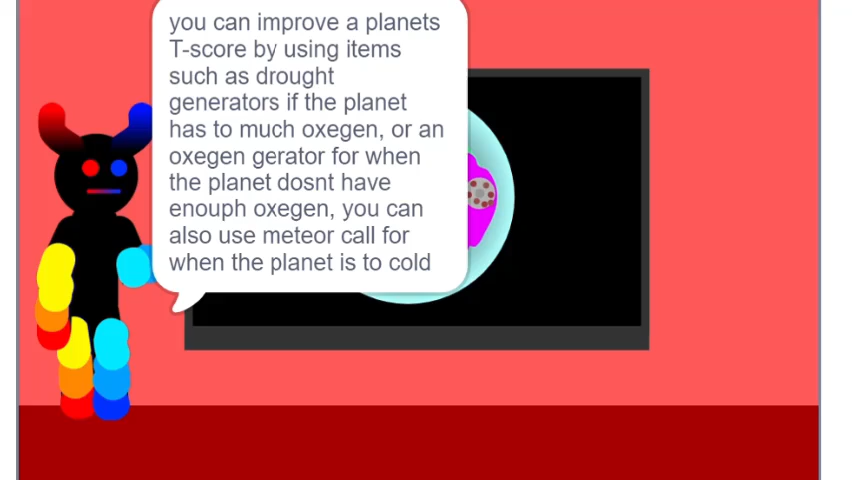 you can improve a planets
T-score by using items
such as drought
generators if the planet
has to much oxegen, or an
oxegen gerator for when
the planet dosnt have
enouph oxegen, you can
also use meteor call for
when the planet is to cold